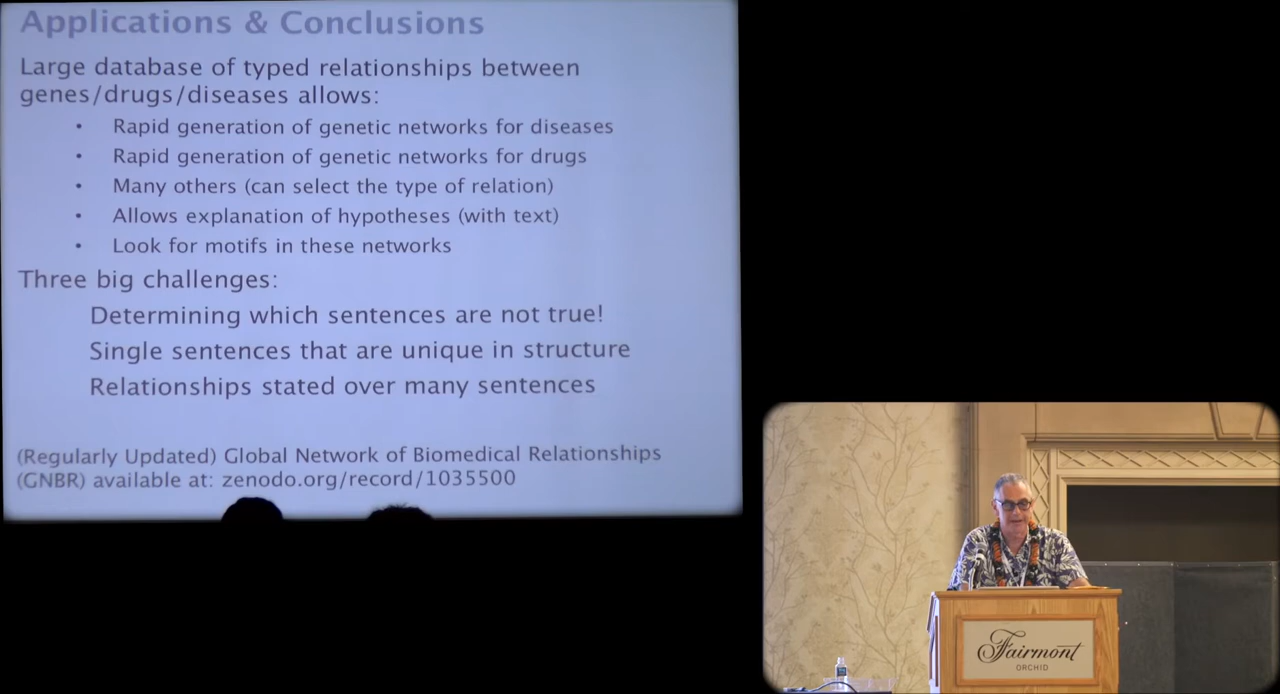 Applications & Conclusions
Large database of typed relationships between
genes/drugs/diseases allows:
• Rapid generation of genetic networks for diseases
• Rapid generation of genetic networks for drugs
• Many others (can select the type of relation)
• Allows explanation of hypotheses (with text)
• Look for motifs in these networks
Three big challenges:
Determining which sentences are not true!
Single sentences that are unique in structure
Relationships stated over many sentences
(Regularly Updated) Global Network of Biomedical Relationships
(GNBR) available at: zenodo.org/record/1035500
Fairmont
ORCHID